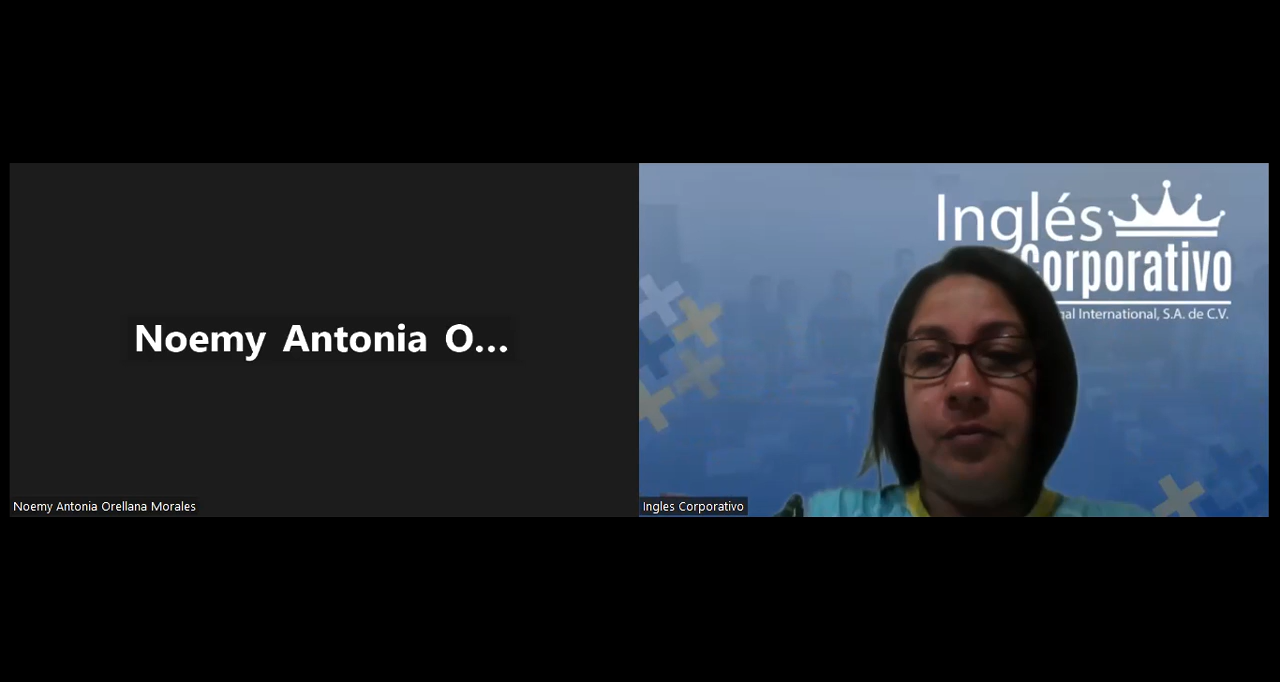 Noemy Antonia O...
Noemy Antonia Orellana Morales
Inglés
Corporativo
International, S.A. de C.V.
Ingles Corporativo